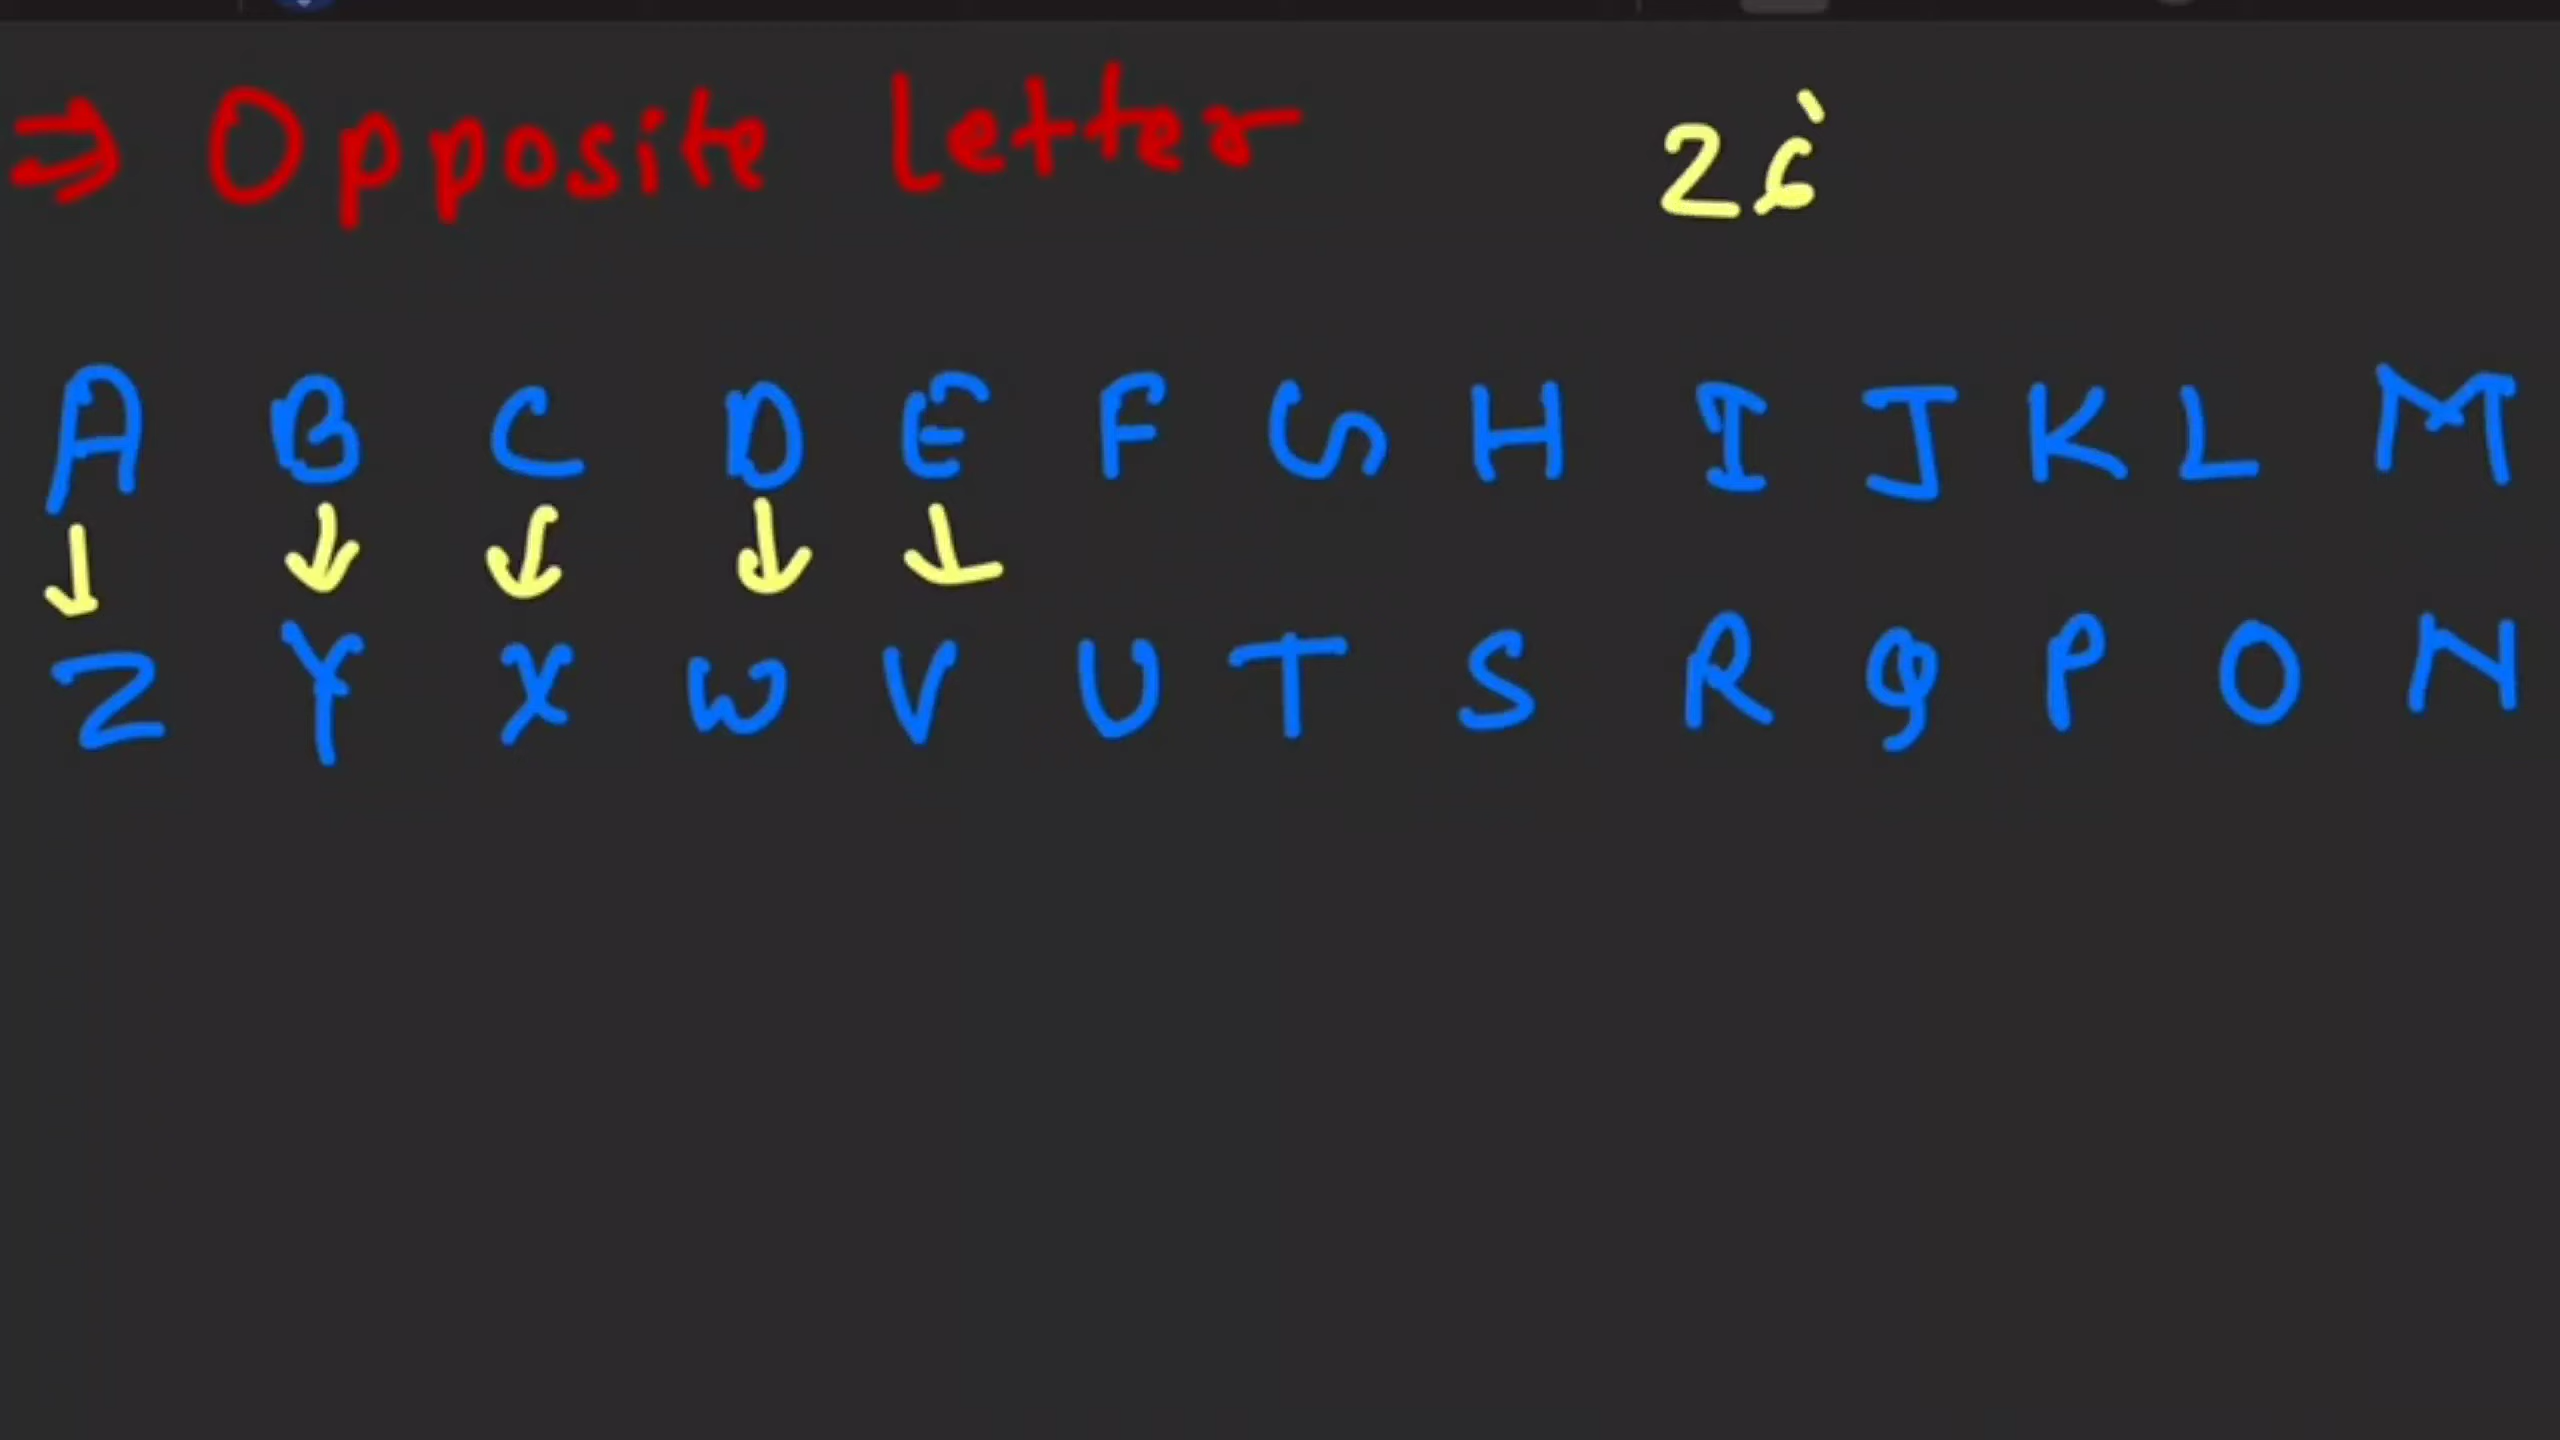 ⇒ Opposite Letter 26
A B C D E F G H I J K L M
↓ ↓ ↓ ↓ ↓
Z Y X W V U T S R Q P O N